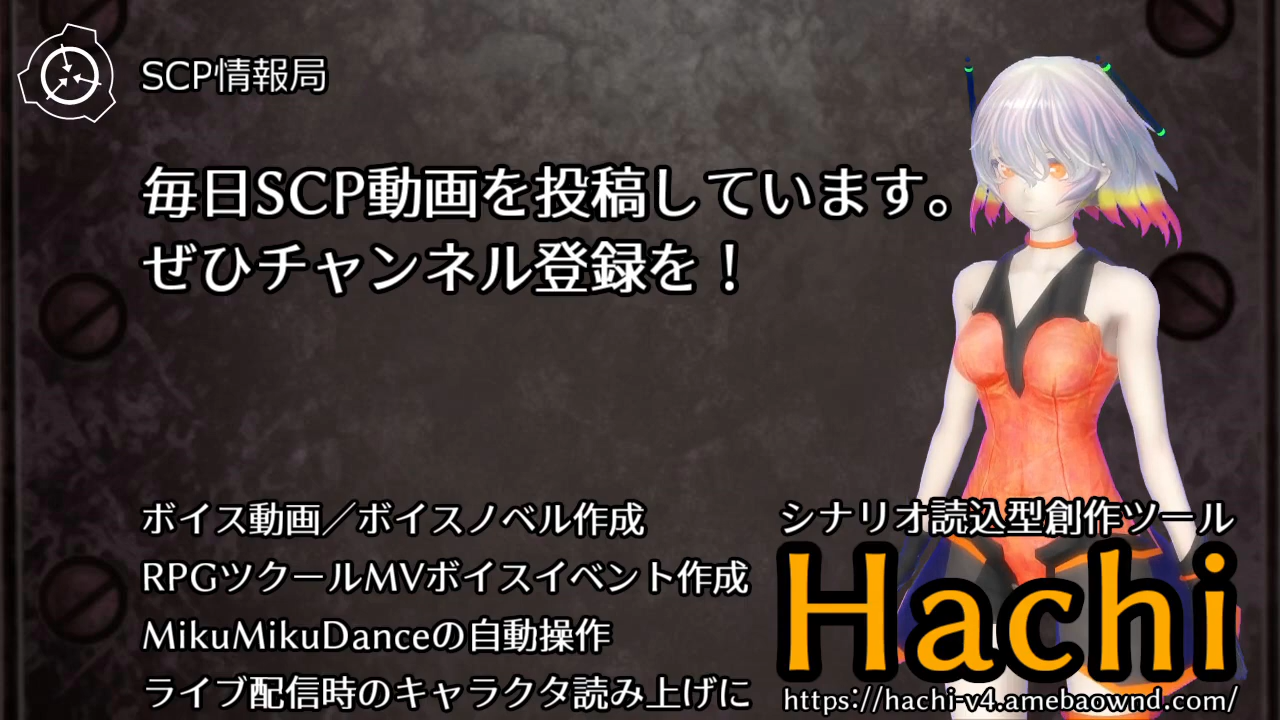 SCP情報局
毎日SCP動画を投稿しています。
ぜひチャンネル登録を！
ボイス動画／ボイスノベル作成
RPGツクールMVボイスイベント作成
MikuMikuDanceの自動操作
ライブ配信時のキャラクタ読み上げに
シナリオ読込型創作ツール
Hachi
https://hachi-v4.amebaownd.com/